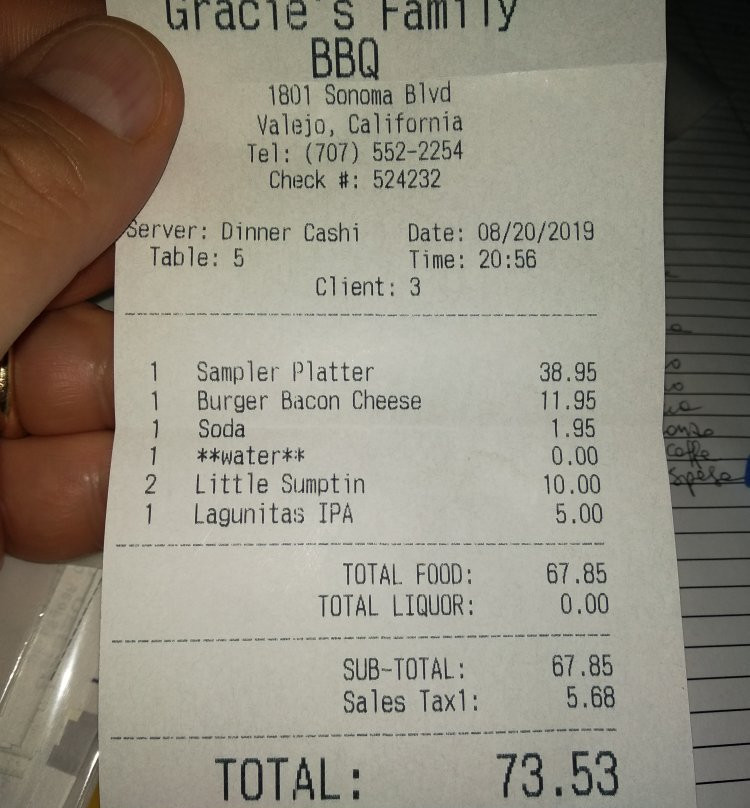 Gracie's Family
BBQ
1801 Sonoma Blvd
Valejo, California
Tel: (707) 552-2254
Check #: 524232
Server: Dinner Cashi Date: 08/20/2019
Table: 5 Time: 20:56
Client: 3
1 Sampler Platter 38.95
1 Burger Bacon Cheese 11.95
1 Soda 1.95
1 **water** 0.00
2 Little Sumptin 10.00
1 Lagunitas IPA 5.00
TOTAL FOOD: 67.85
TOTAL LIQUOR: 0.00
SUB-TOTAL: 67.85
Sales Tax1: 5.68
TOTAL: 73.53
caffe
spese